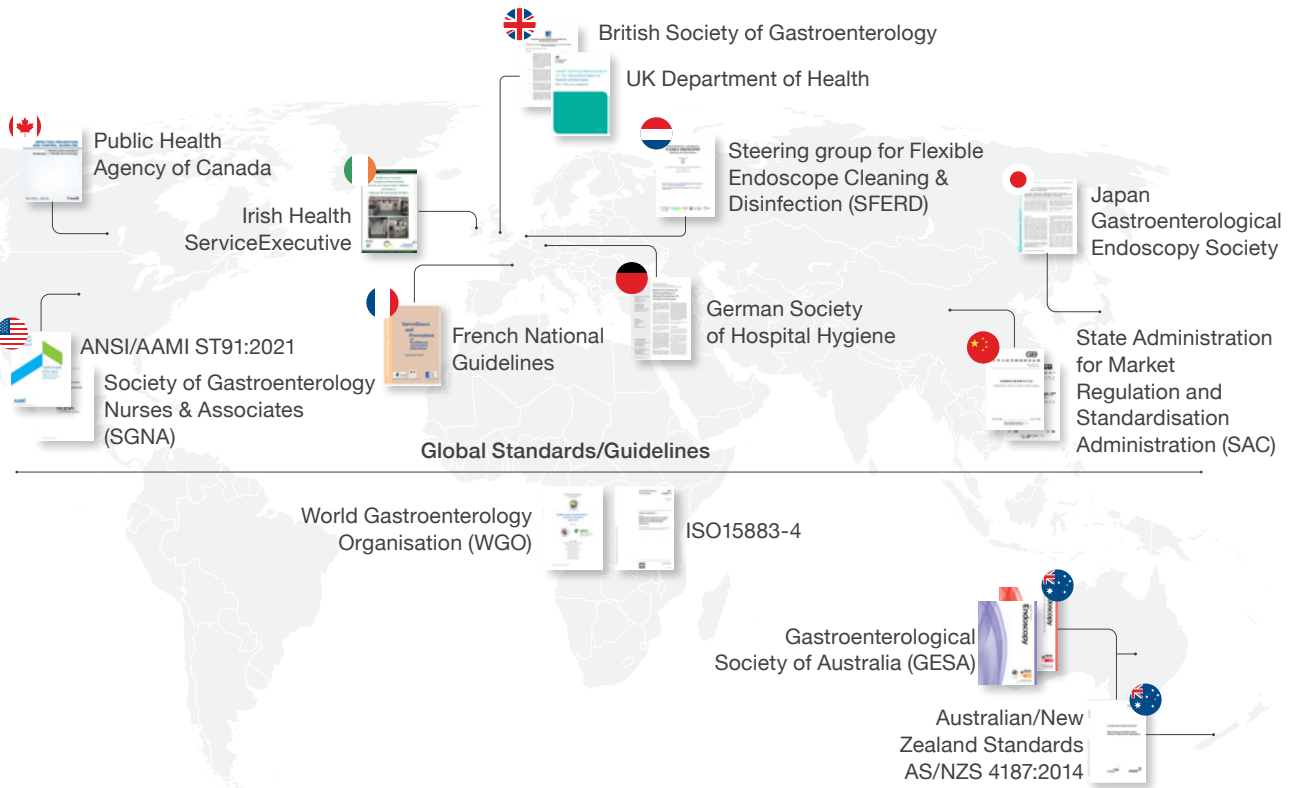 British Society of Gastroenterology
UK Department of Health
Public Health
Agency of Canada
Irish Health
ServiceExecutive
Steering group for Flexible
Endoscope Cleaning &
Disinfection (SFERD)
Japan
Gastroenterological
Endoscopy Society
French National
Guidelines
German Society
of Hospital Hygiene
ANSI/AAMI ST91:2021
Society of Gastroenterology
Nurses & Associates
(SGNA)
State Administration
for Market
Regulation and
Standardisation
Administration (SAC)
Global Standards/Guidelines
World Gastroenterology
Organisation (WGO)
ISO15883-4
Gastroenterological
Society of Australia (GESA)
Endoscopy
Australian/New
Zealand Standards
AS/NZS 4187:2014